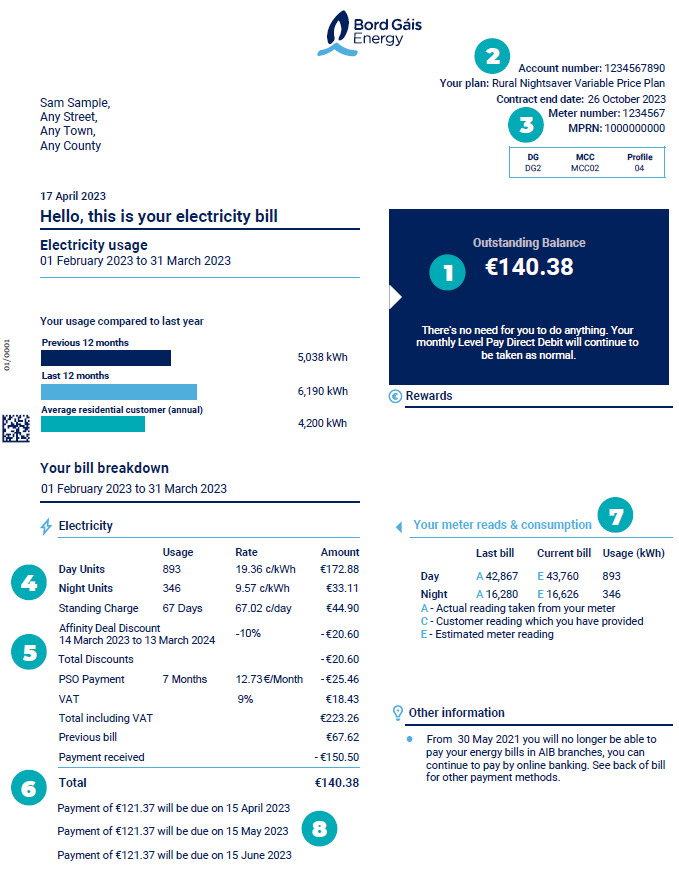 Bord Gáis
Energy
2
Account number: 1234567890
Your plan: Rural Nightsaver Variable Price Plan
Contract end date: 26 October 2023
3
Meter number: 1234567
MPRN: 1000000000
DG MCC Profile
DG2 MCC02 04
Sam Sample,
Any Street,
Any Town,
Any County
17 April 2023
Hello, this is your electricity bill
Electricity usage
01 February 2023 to 31 March 2023
1
Outstanding Balance
€140.38
There's no need for you to do anything. Your
monthly Level Pay Direct Debit will continue to
be taken as normal.
Your usage compared to last year
Previous 12 months
5,038 kWh
Last 12 months
6,190 kWh
Average residential customer (annual)
4,200 kWh
01/0001
€ Rewards
Your bill breakdown
01 February 2023 to 31 March 2023
Electricity
Usage Rate Amount
4
Day Units 893 19.36 c/kWh €172.88
Night Units 346 9.57 c/kWh €33.11
Standing Charge 67 Days 67.02 c/day €44.90
5
Affinity Deal Discount
14 March 2023 to 13 March 2024 -10% -€20.60
Total Discounts -€20.60
PSO Payment 7 Months 12.73€/Month -€25.46
VAT 9% €18.43
Total including VAT €223.26
Previous bill €67.62
Payment received -€150.50
6
Total €140.38
Payment of €121.37 will be due on 15 April 2023
Payment of €121.37 will be due on 15 May 2023
8
Payment of €121.37 will be due on 15 June 2023
Your meter reads & consumption
7
Last bill Current bill Usage (kWh)
Day A 42,867 E 43,760 893
Night A 16,280 E 16,626 346
A - Actual reading taken from your meter
C - Customer reading which you have provided
E - Estimated meter reading
Other information
From 30 May 2021 you will no longer be able to
pay your energy bills in AIB branches, you can
continue to pay by online banking. See back of bill
for other payment methods.